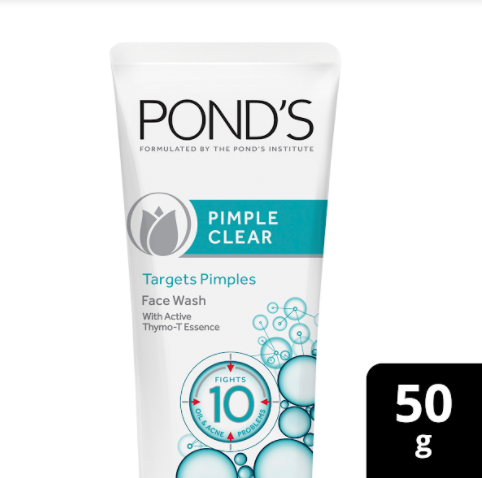 POND'S
FORMULATED BY THE POND'S INSTITUTE
PIMPLE
CLEAR
Targets Pimples
Face Wash
With Active
Thymo-T Essence
FIGHTS
10
OIL & ACNE PROBLEMS
50
g